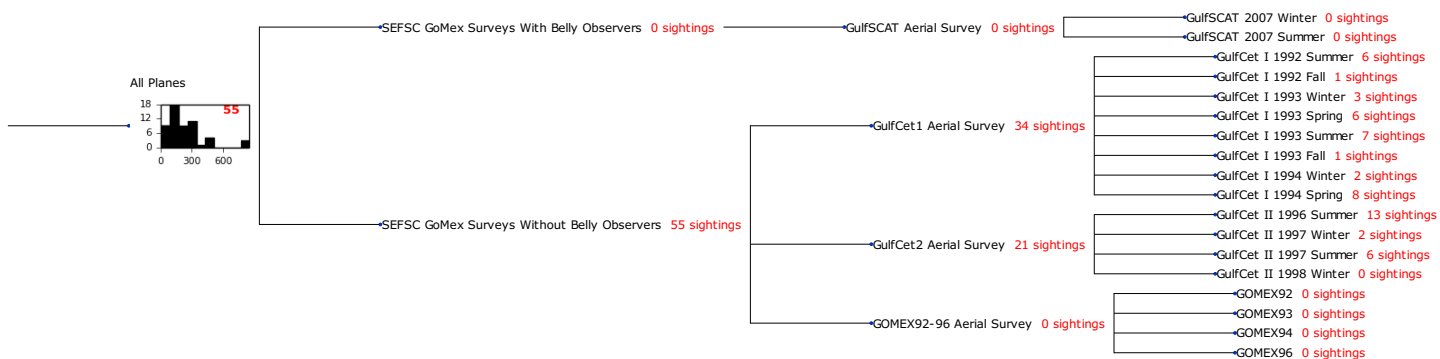 All Planes
18
12
6
0
55
0 300 600
SEFSC GoMex Surveys With Belly Observers 0 sightings
GulfSCAT Aerial Survey 0 sightings
GulfSCAT 2007 Winter 0 sightings
GulfSCAT 2007 Summer 0 sightings
SEFSC GoMex Surveys Without Belly Observers 55 sightings
GulfCet1 Aerial Survey 34 sightings
GulfCet I 1992 Summer 6 sightings
GulfCet I 1992 Fall 1 sightings
GulfCet I 1993 Winter 3 sightings
GulfCet I 1993 Spring 6 sightings
GulfCet I 1993 Summer 7 sightings
GulfCet I 1993 Fall 1 sightings
GulfCet I 1994 Winter 2 sightings
GulfCet I 1994 Spring 8 sightings
GulfCet2 Aerial Survey 21 sightings
GulfCet II 1996 Summer 13 sightings
GulfCet II 1997 Winter 2 sightings
GulfCet II 1997 Summer 6 sightings
GulfCet II 1998 Winter 0 sightings
GOMEX92-96 Aerial Survey 0 sightings
GOMEX92 0 sightings
GOMEX93 0 sightings
GOMEX94 0 sightings
GOMEX96 0 sightings